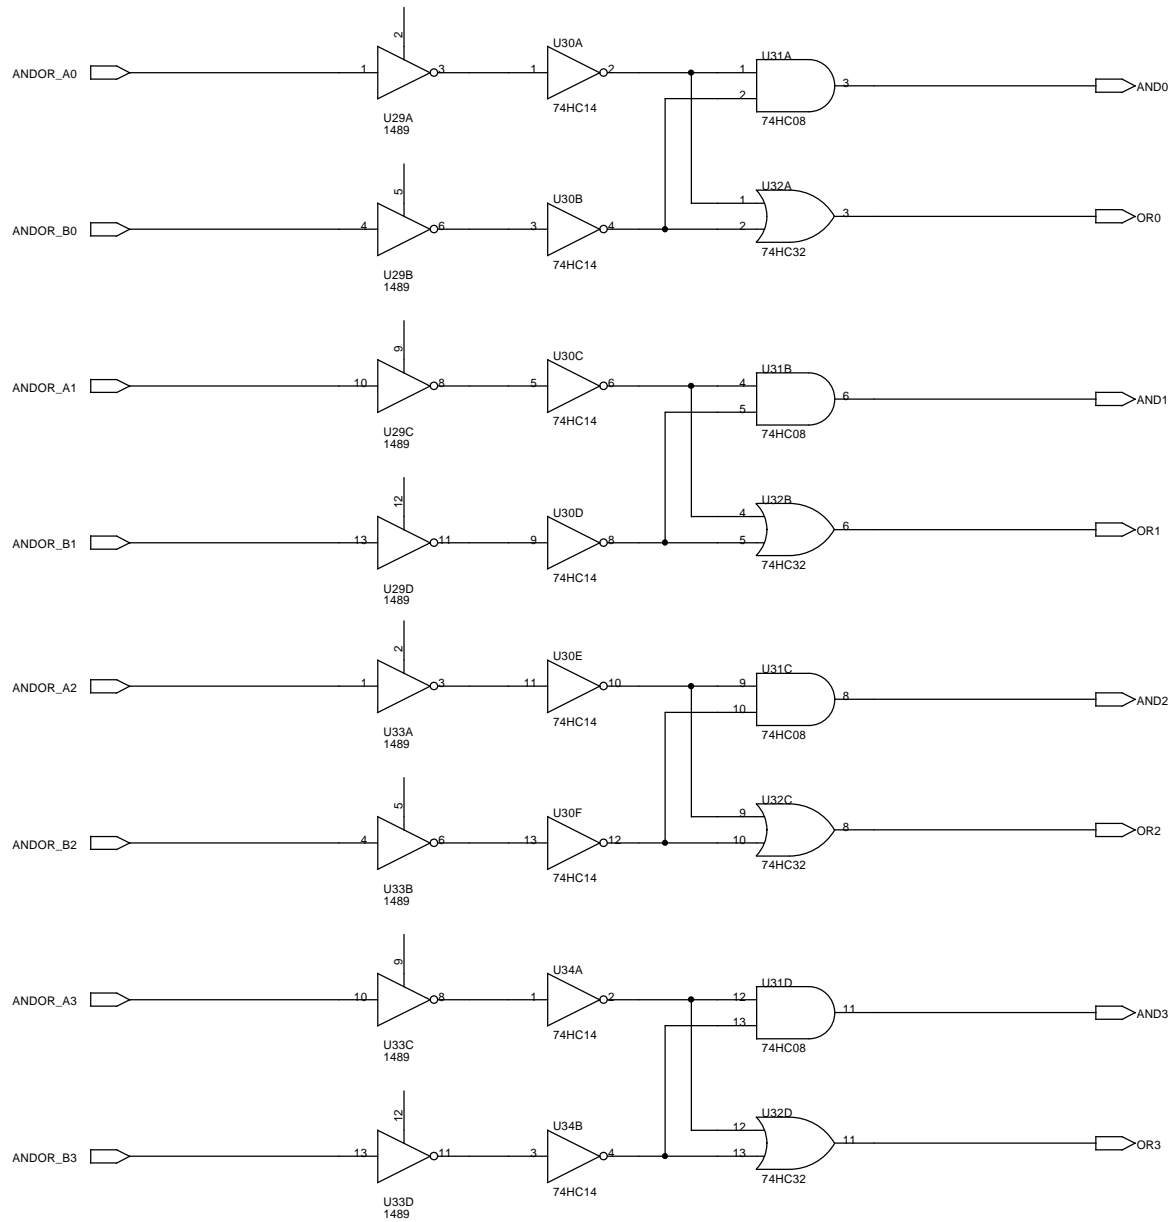 2
U30A
U31A
ANDOR_A0
1
3
1
2
1
2
3
AND0
U29A
1489
74HC14
74HC08
5
U30B
U32A
ANDOR_B0
4
6
3
4
1
2
3
OR0
U29B
1489
74HC14
74HC32
9
U30C
U31B
ANDOR_A1
10
8
5
6
4
5
6
AND1
U29C
1489
74HC14
74HC08
12
U30D
U32B
ANDOR_B1
13
11
9
8
4
5
6
OR1
U29D
1489
74HC14
74HC32
2
U30E
U31C
ANDOR_A2
1
3
11
10
9
10
8
AND2
U33A
1489
74HC14
74HC08
5
U30F
U32C
ANDOR_B2
4
6
13
12
9
10
8
OR2
U33B
1489
74HC14
74HC32
9
U34A
U31D
ANDOR_A3
10
8
1
2
12
13
11
AND3
U33C
1489
74HC14
74HC08
12
U34B
U32D
ANDOR_B3
13
11
3
4
12
13
11
OR3
U33D
1489
74HC14
74HC32